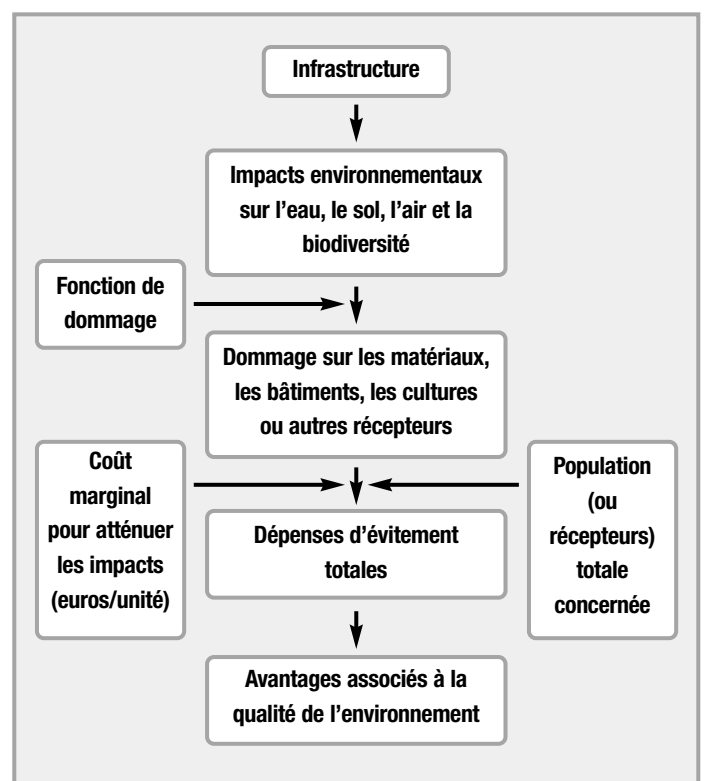 Infrastructure
Impacts environnementaux
sur l’eau, le sol, l’air et la
biodiversité
Fonction de
dommage
Dommage sur les matériaux,
les bâtiments, les cultures
ou autres récepteurs
Coût
marginal
pour atténuer
les impacts
(euros/unité)
Population
(ou
récepteurs)
totale
concernée
Dépenses d’évitement
totales
Avantages associés à la
qualité de l’environnement